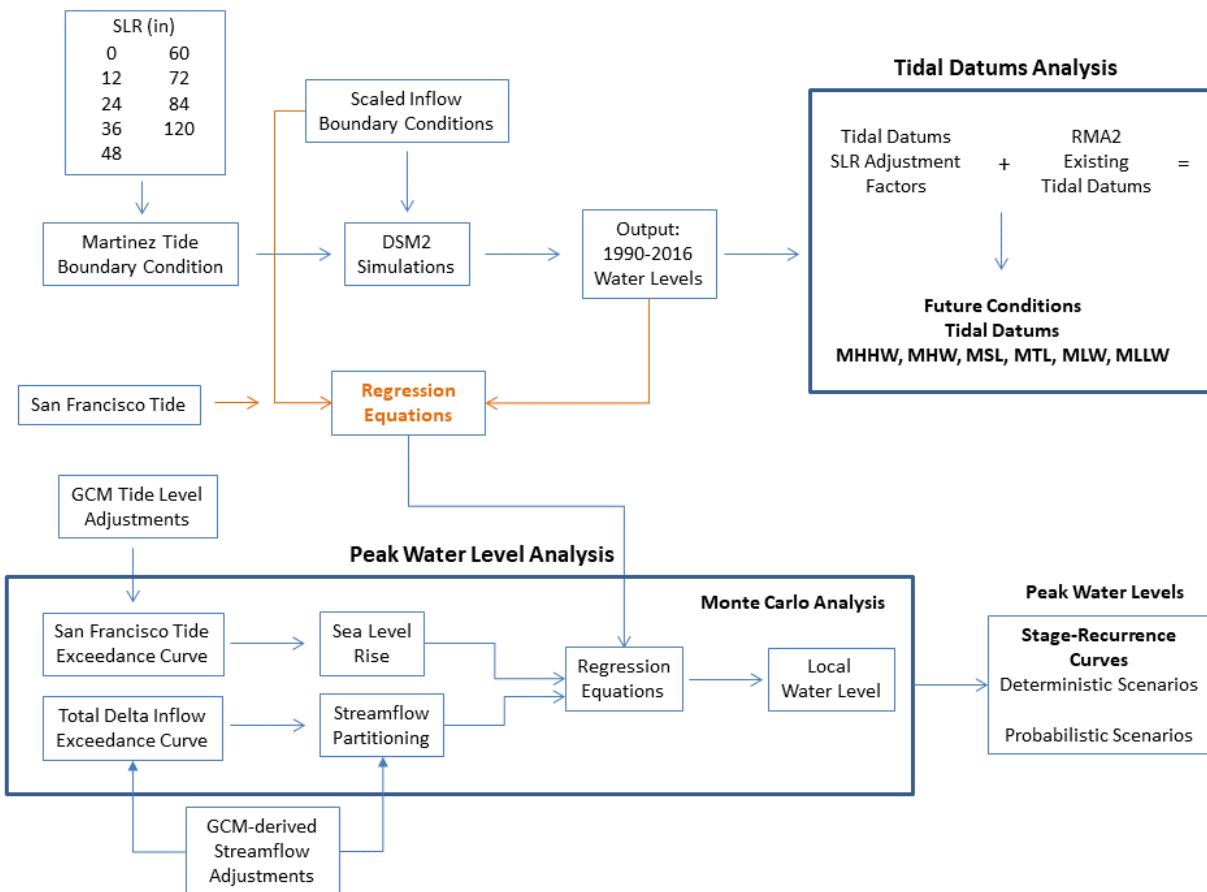 SLR (in)
0 60
12 72
24 84
36 120
48
Scaled Inflow
Boundary Conditions
Martinez Tide
Boundary Condition
DSM2
Simulations
Output:
1990-2016
Water Levels
Tidal Datums Analysis
Tidal Datums
SLR Adjustment
Factors
+
RMA2
Existing
Tidal Datums
=
Future Conditions
Tidal Datums
MHHW, MHW, MSL, MTL, MLW, MLLW
San Francisco Tide
Regression
Equations
GCM Tide Level
Adjustments
Peak Water Level Analysis
Monte Carlo Analysis
San Francisco Tide
Exceedance Curve
Sea Level
Rise
Total Delta Inflow
Exceedance Curve
Streamflow
Partitioning
Regression
Equations
Local
Water Level
GCM-derived
Streamflow
Adjustments
Peak Water Levels
Stage-Recurrence
Curves
Deterministic Scenarios
Probabilistic Scenarios